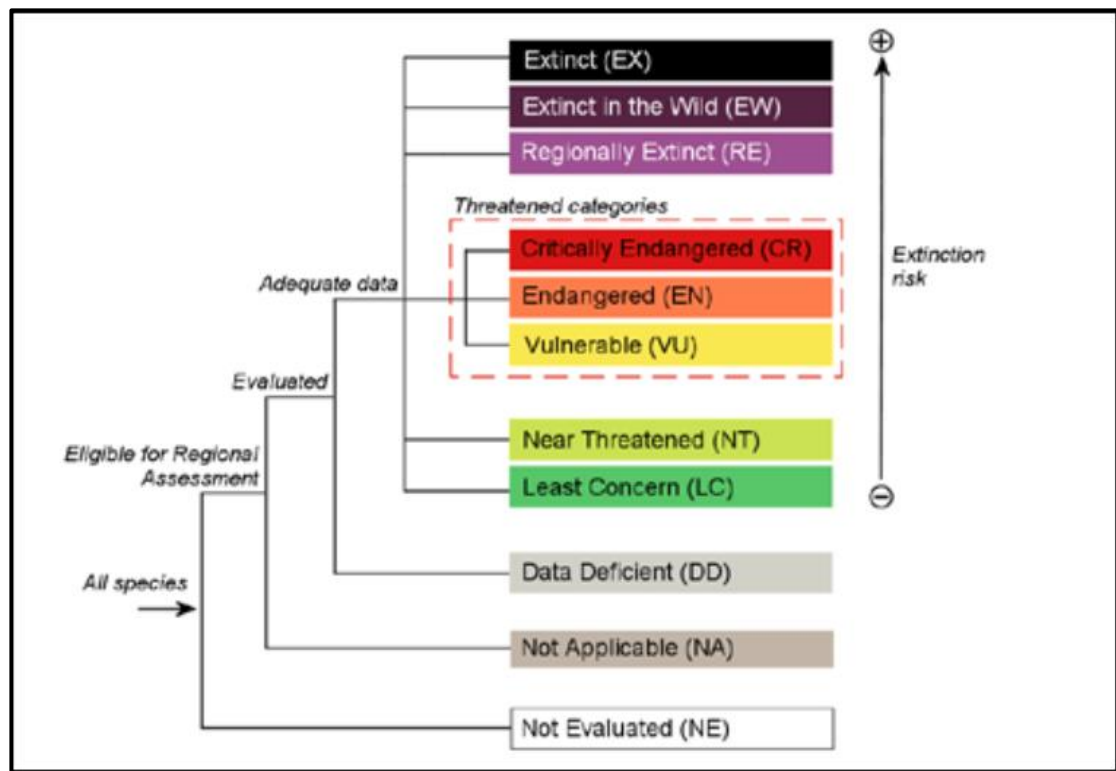 Extinct (EX)
Extinct in the Wild (EW)
Regionally Extinct (RE)
Threatened categories
Critically Endangered (CR)
Adequate data
Endangered (EN)
Vulnerable (VU)
Extinction
risk
Evaluated
Near Threatened (NT)
Eligible for Regional
Assessment
Least Concern (LC)
Data Deficient (DD)
All species
Not Applicable (NA)
Not Evaluated (NE)